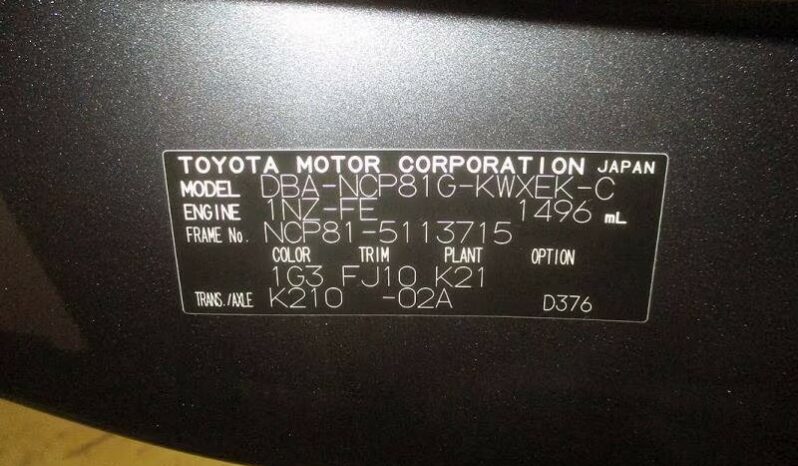 TOYOTA MOTOR CORPORATION JAPAN
MODEL DBA-NCP81G-KWXEK-C
ENGINE 1NZ-FE 1496 mL
FRAME No. NCP81-5113715
COLOR TRIM PLANT OPTION
1G3 FJ10 K21
TRANS./AXLE K210 -02A D376